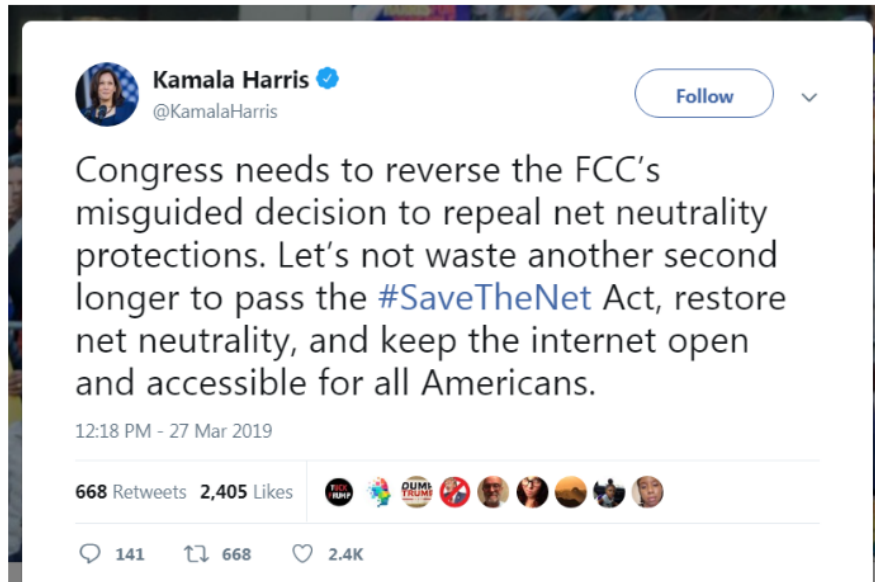 Kamala Harris
@KamalaHarris
Follow
Congress needs to reverse the FCC's
misguided decision to repeal net neutrality
protections. Let's not waste another second
longer to pass the #SaveTheNet Act, restore
net neutrality, and keep the internet open
and accessible for all Americans.
12:18 PM - 27 Mar 2019
668 Retweets 2,405 Likes
141 668 2.4K